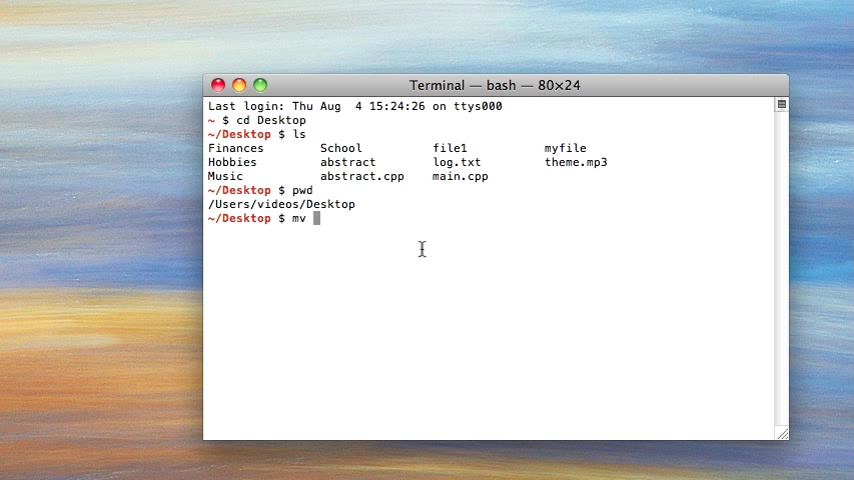 Terminal — bash — 80×24
Last login: Thu Aug  4 15:24:26 on ttys000
~ $ cd Desktop
~/Desktop $ ls
Finances        School          file1           myfile
Hobbies         abstract        log.txt         theme.mp3
Music           abstract.cpp    main.cpp
~/Desktop $ pwd
/Users/videos/Desktop
~/Desktop $ mv